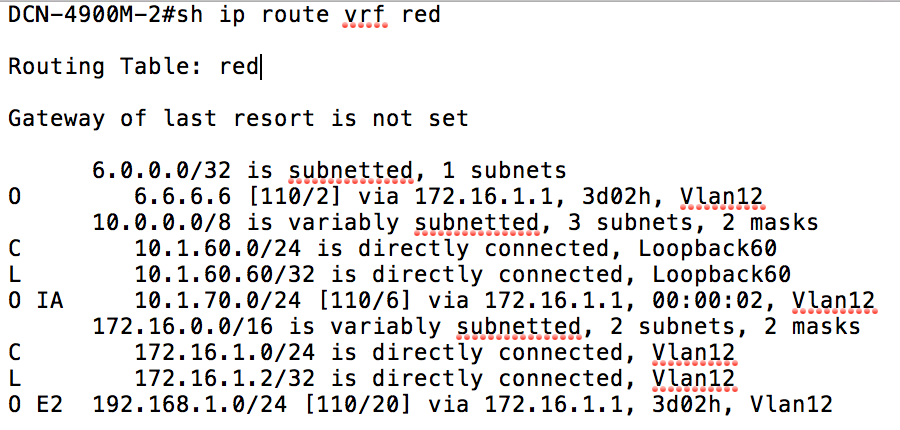 DCN-4900M-2#sh ip route vrf red
Routing Table: red
Gateway of last resort is not set
6.0.0.0/32 is subnetted, 1 subnets
O 6.6.6.6 [110/2] via 172.16.1.1, 3d02h, Vlan12
10.0.0.0/8 is variably subnetted, 3 subnets, 2 masks
C 10.1.60.0/24 is directly connected, Loopback60
L 10.1.60.60/32 is directly connected, Loopback60
O IA 10.1.70.0/24 [110/6] via 172.16.1.1, 00:00:02, Vlan12
172.16.0.0/16 is variably subnetted, 2 subnets, 2 masks
C 172.16.1.0/24 is directly connected, Vlan12
L 172.16.1.2/32 is directly connected, Vlan12
O E2 192.168.1.0/24 [110/20] via 172.16.1.1, 3d02h, Vlan12